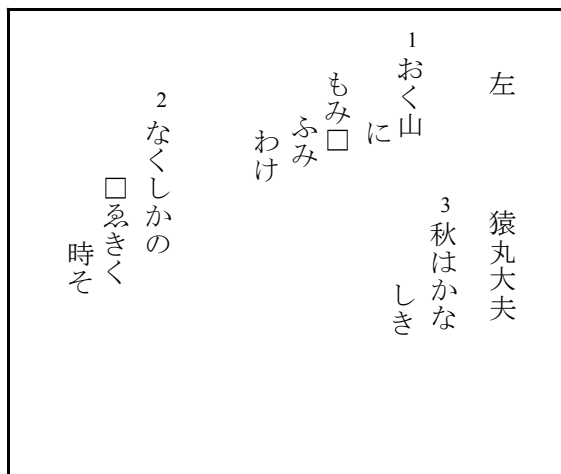 左　猿丸大夫
1 おく山
に
もみ□
ふみ
わけ
2 なくしかの
□ゑきく
時そ
3 秋はかな
しき